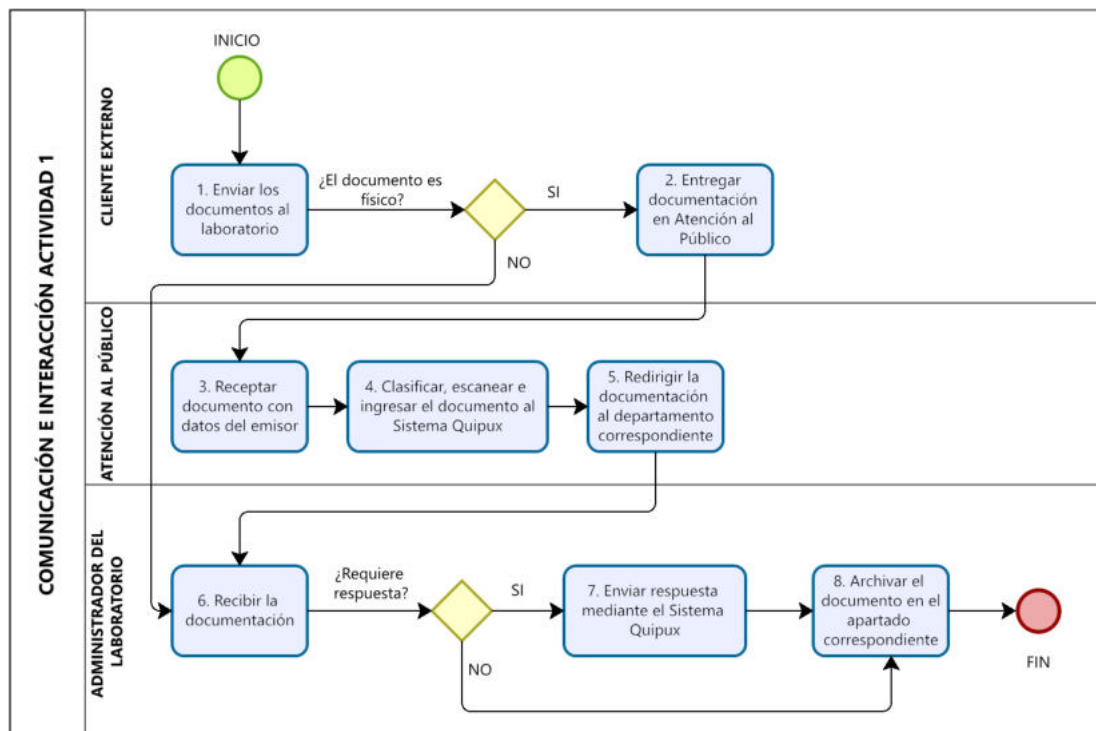 COMUNICACIÓN E INTERACCIÓN ACTIVIDAD 1
CLIENTE EXTERNO
INICIO
1. Enviar los
documentos al
laboratorio
¿El documento es
físico?
SI
NO
2. Entregar
documentación
en Atención al
Público
ATENCIÓN AL PÚBLICO
3. Receptar
documento con
datos del emisor
4. Clasificar, escanear e
ingresar el documento al
Sistema Quipux
5. Redirigir la
documentación
al departamento
correspondiente
ADMINISTRADOR DEL
LABORATORIO
6. Recibir la
documentación
¿Requiere
respuesta?
SI
NO
7. Enviar respuesta
mediante el Sistema
Quipux
8. Archivar el
documento en el
apartado
correspondiente
FIN